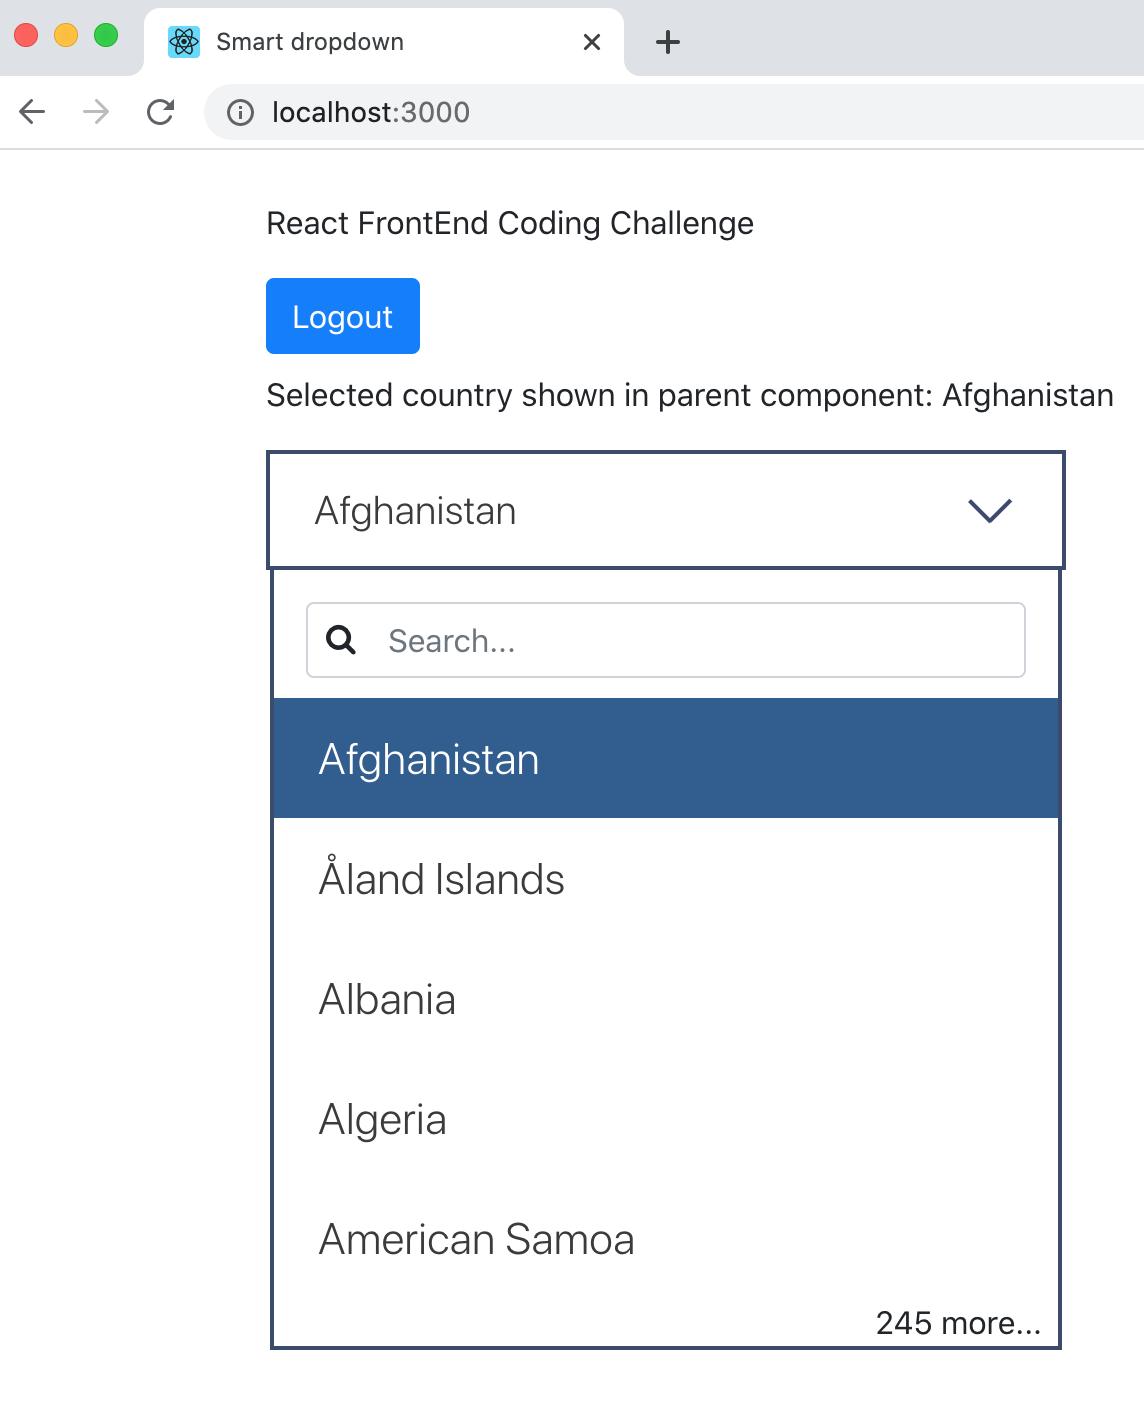 Smart dropdown
localhost:3000
React FrontEnd Coding Challenge
Logout
Selected country shown in parent component: Afghanistan
Afghanistan
Search...
Afghanistan
Åland Islands
Albania
Algeria
American Samoa
245 more...